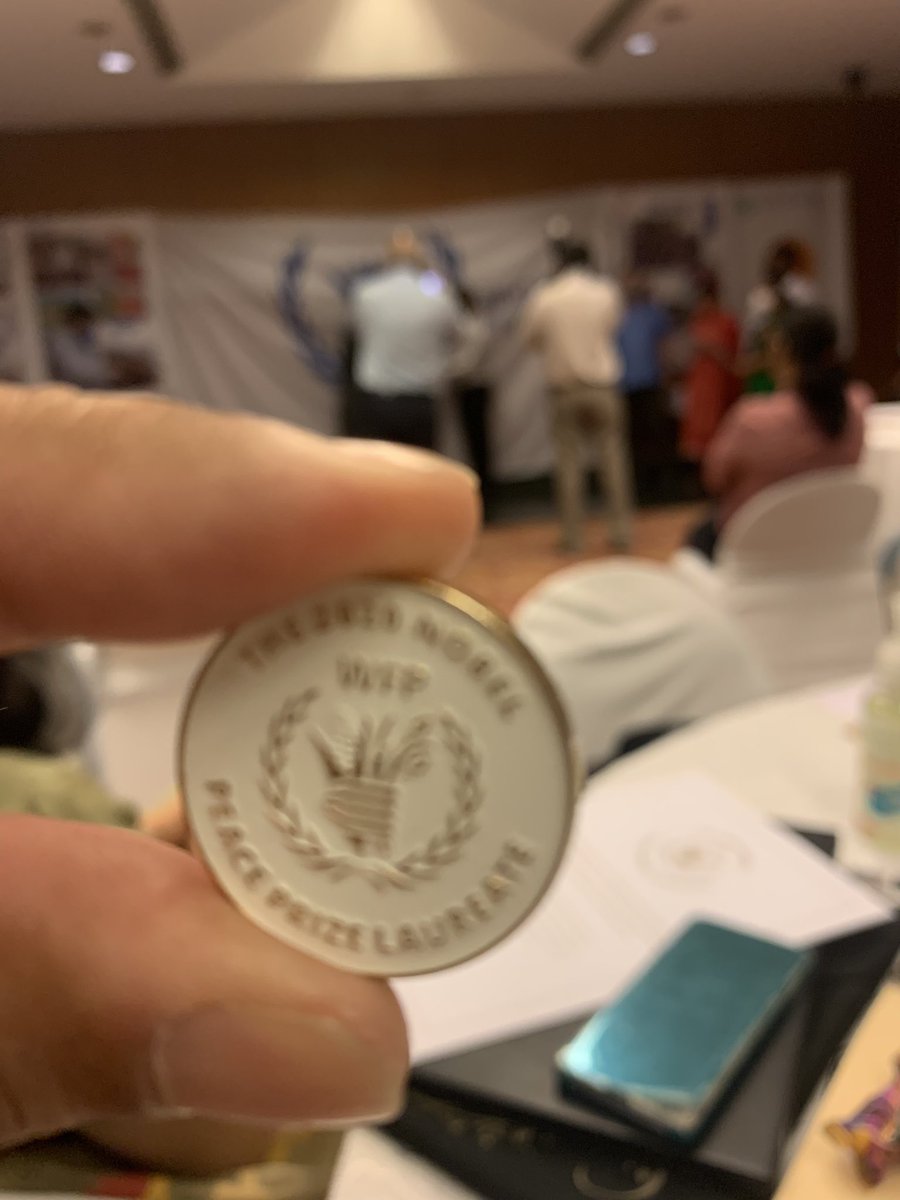 THE 2020 NOBEL
WFP
PEACE PRIZE LAUREATE